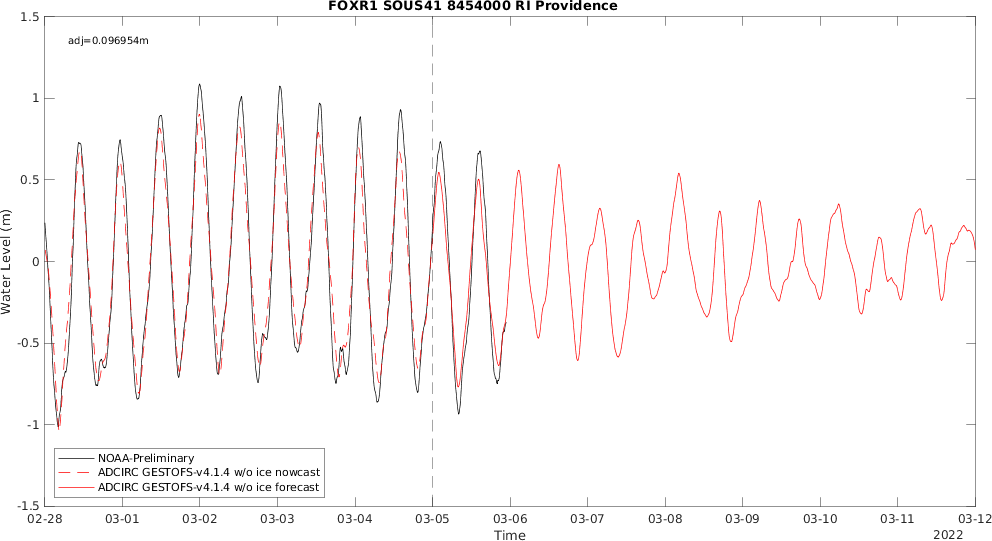 FOXR1 SOUS41 8454000 RI Providence
adj=0.096954m
1.5
1
0.5
0
-0.5
-1
-1.5
Water Level (m)
NOAA-Preliminary
ADCIRC GESTOFS-v4.1.4 w/o ice nowcast
ADCIRC GESTOFS-v4.1.4 w/o ice forecast
02-28 03-01 03-02 03-03 03-04 03-05 03-06 03-07 03-08 03-09 03-10 03-11 03-12
Time
2022